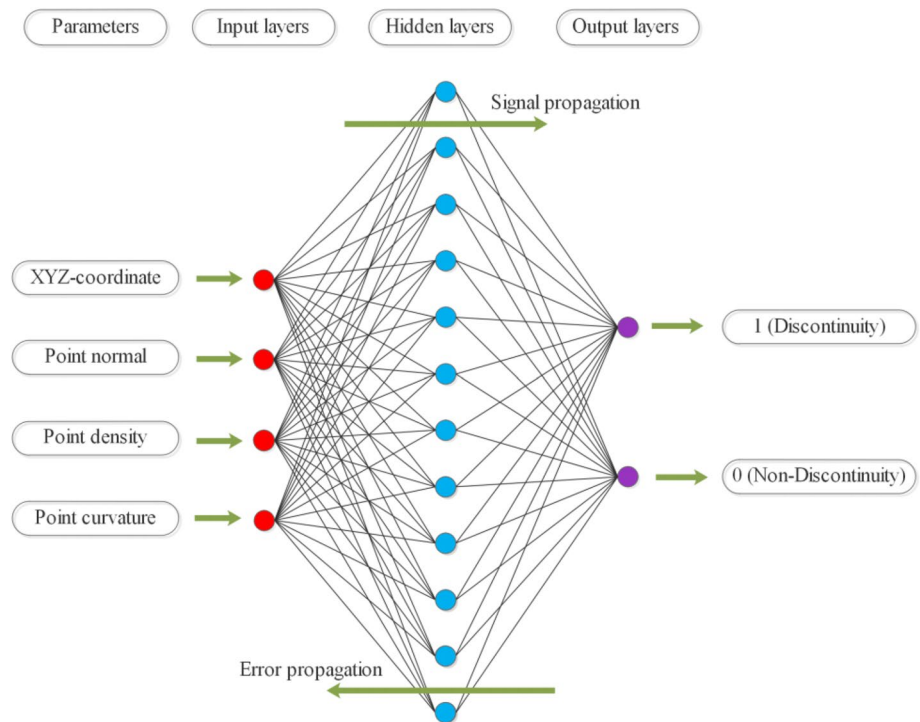 Parameters
Input layers
Hidden layers
Output layers
Signal propagation
XYZ-coordinate
Point normal
Point density
Point curvature
1 (Discontinuity)
0 (Non-Discontinuity)
Error propagation